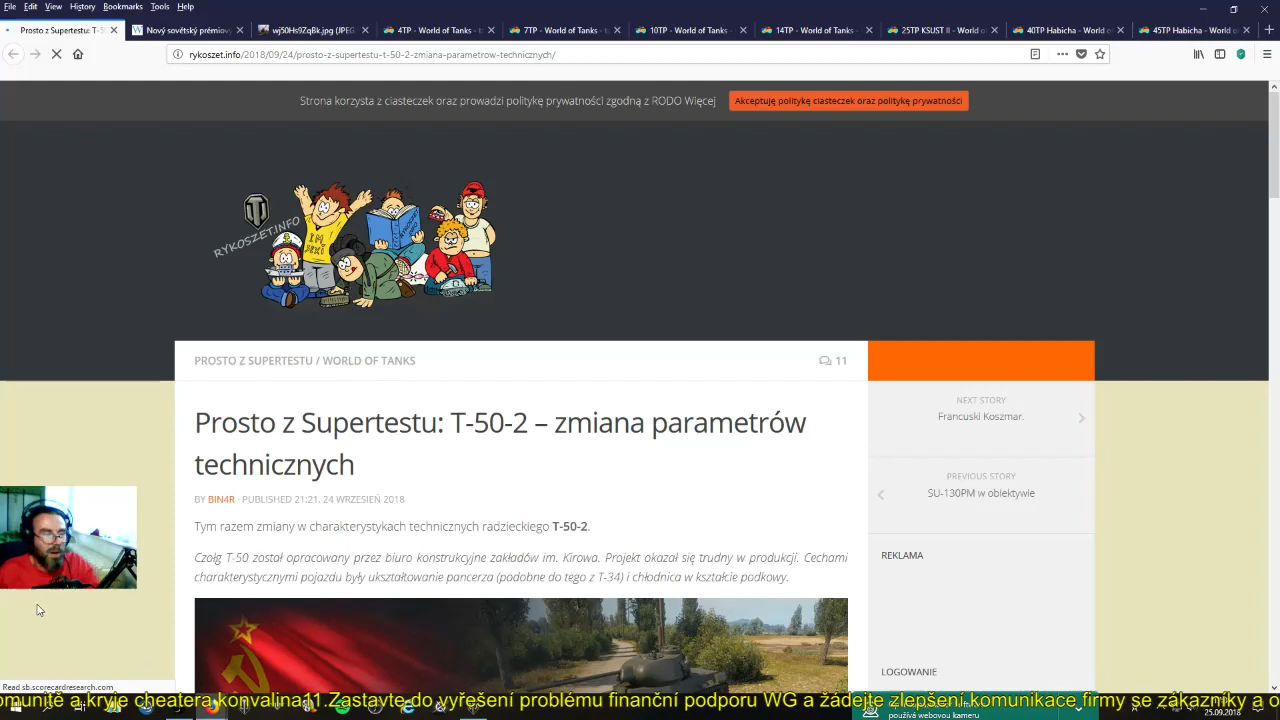 File Edit View History Bookmarks Tools Help
Prosto z Supertestu: T-50
Nový sovětský prémiov
wj50Hs9ZqBk.jpg (JPEG
4TP - World of Tanks -
7TP - World of Tanks -
10TP - World of Tanks -
14TP - World of Tanks -
25TP KSUST II - World o
40TP Habicha - World o
45TP Habicha - World o
rykoszet.info/2018/09/24/prosto-z-supertestu-t-50-2-zmiana-parametrow-technicznych/
Strona korzysta z ciasteczek oraz prowadzi politykę prywatności zgodną z RODO Więcej
Akceptuję politykę ciasteczek oraz politykę prywatności
RYKOSZET.INFO
PROSTO Z SUPERTESTU / WORLD OF TANKS
11
Prosto z Supertestu: T-50-2 – zmiana parametrów
technicznych
BY BIN4R · PUBLISHED 21:21, 24 WRZESIEŃ 2018
Tym razem zmiany w charakterystykach technicznych radzieckiego T-50-2.
Czołg T-50 został opracowany przez biuro konstrukcyjne zakładów im. Kirowa. Projekt okazał się trudny w produkcji. Cechami
charakterystycznymi pojazdu były ukształtowanie pancerza (podobne do tego z T-34) i chłodnica w kształcie podkowy.
NEXT STORY
Francuski Koszmar.
PREVIOUS STORY
SU-130PM w obiektywie
REKLAMA
LOGOWANIE
Read sb.scorecardresearch.com
omunitě a kryje cheatera konvalina11.Zastavte do vyřešení problému finanční podporu WG a žádejte zlepšení komunikace firmy se zákazníky a o
používá webovou kameru
25.09.2018